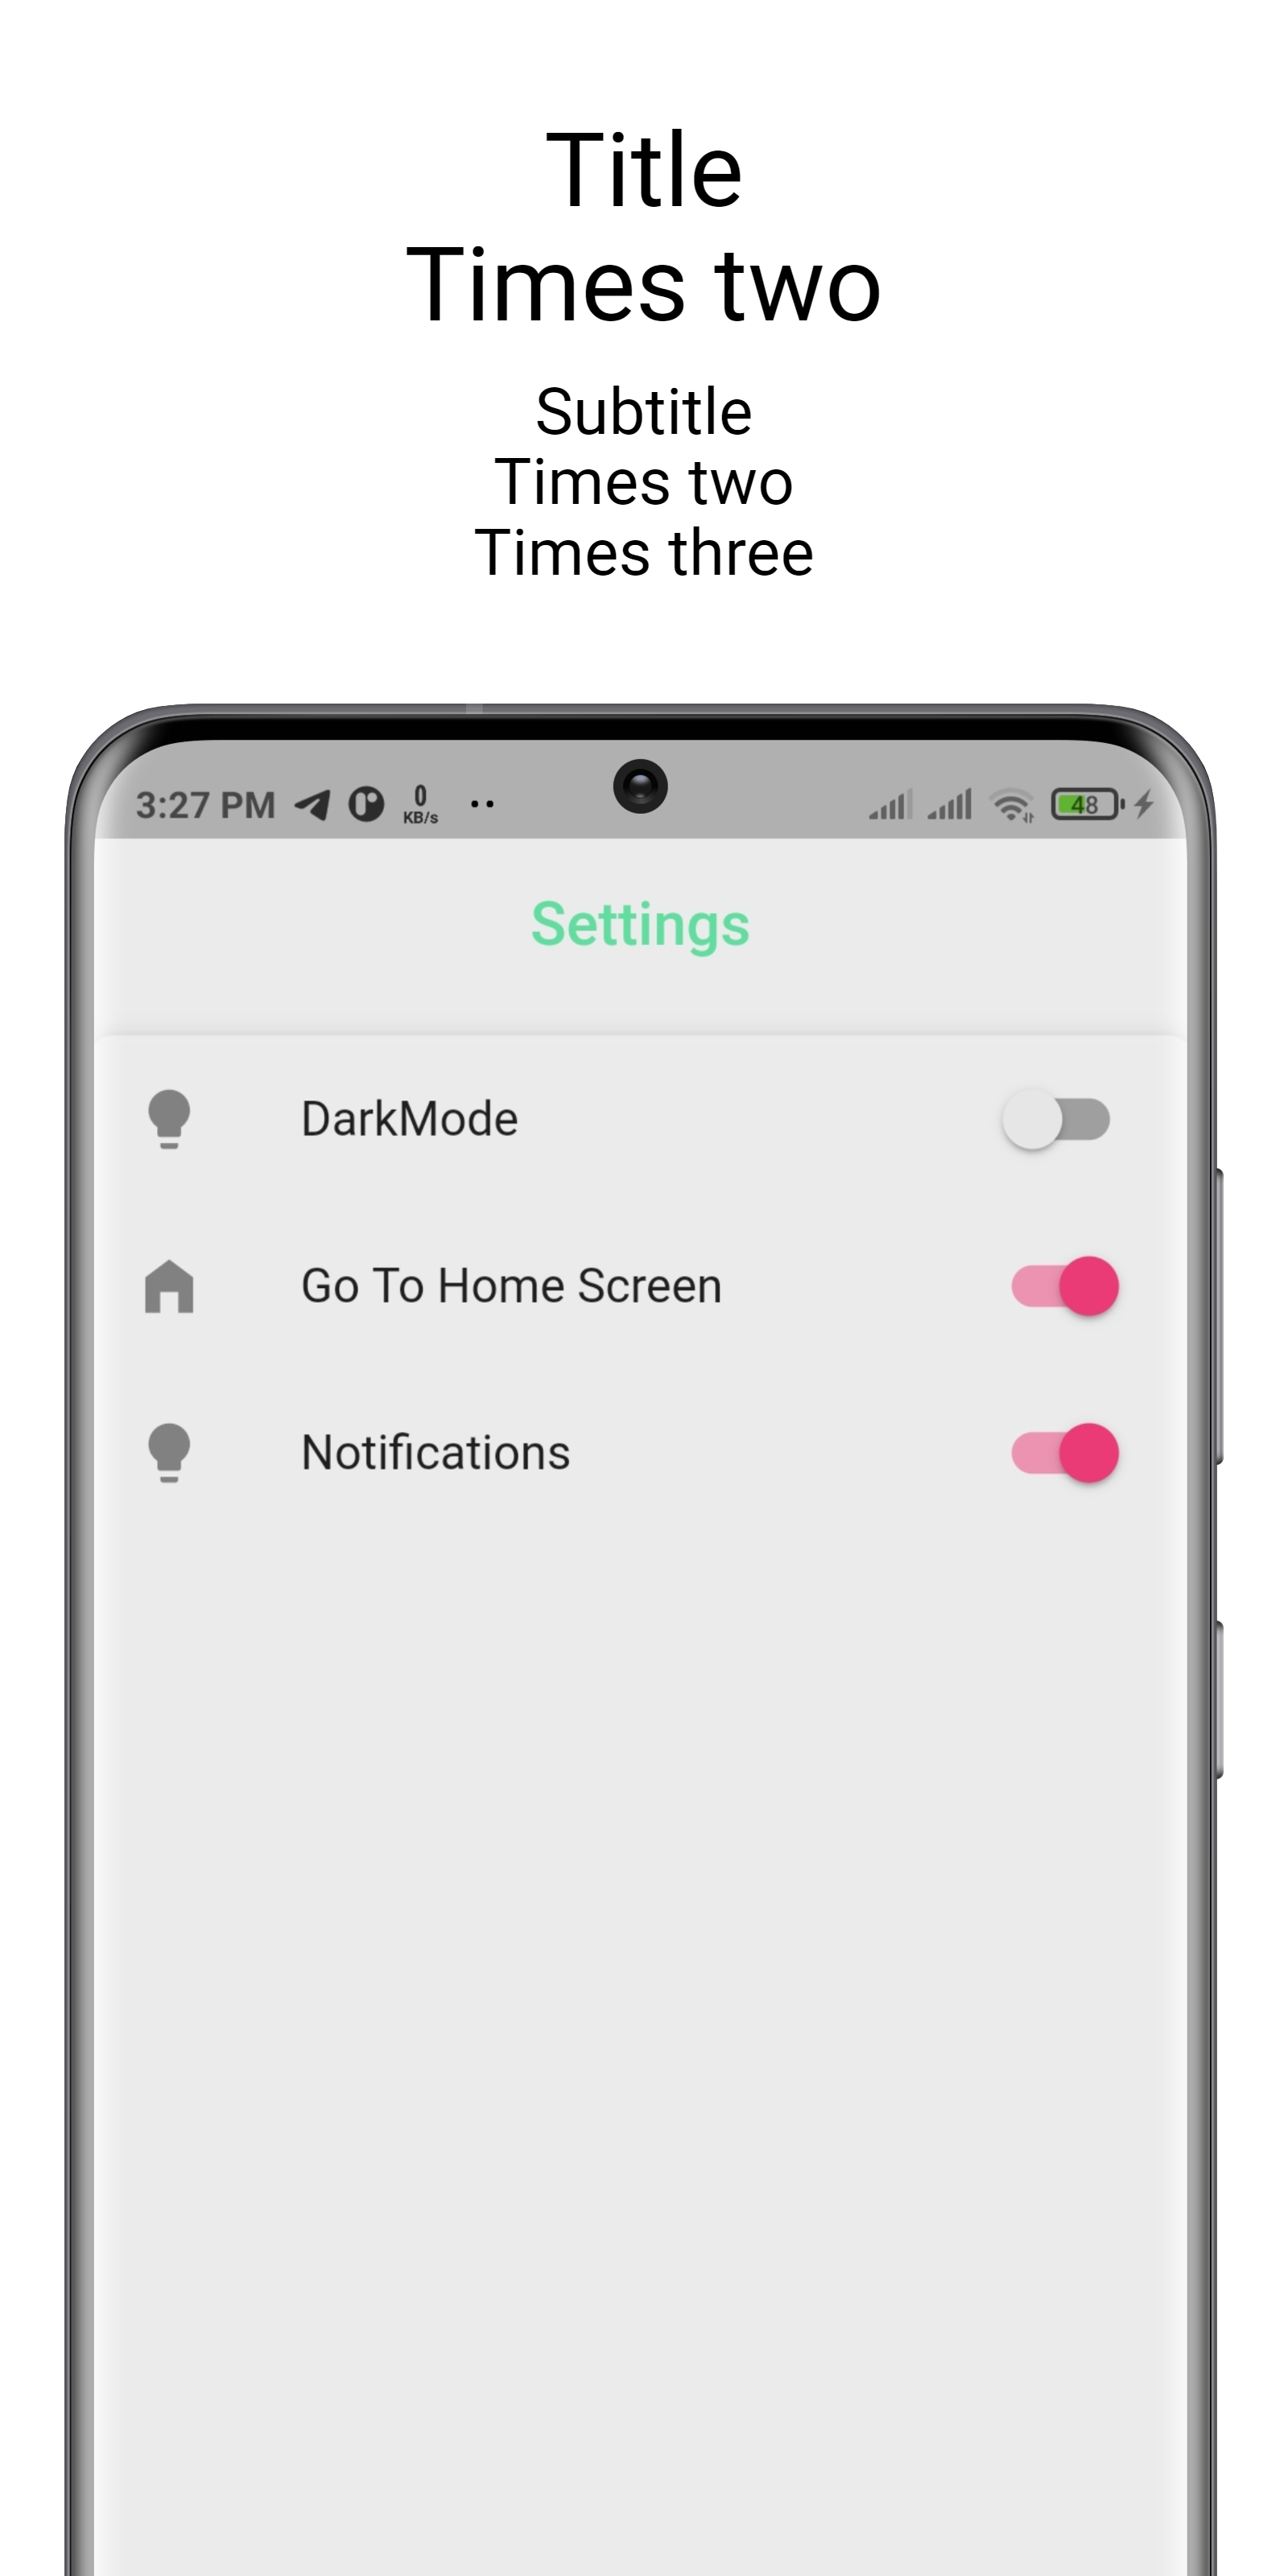 Title
Times two
Subtitle
Times two
Times three
3:27 PM 0 KB/s 48
Settings
DarkMode
Go To Home Screen
Notifications